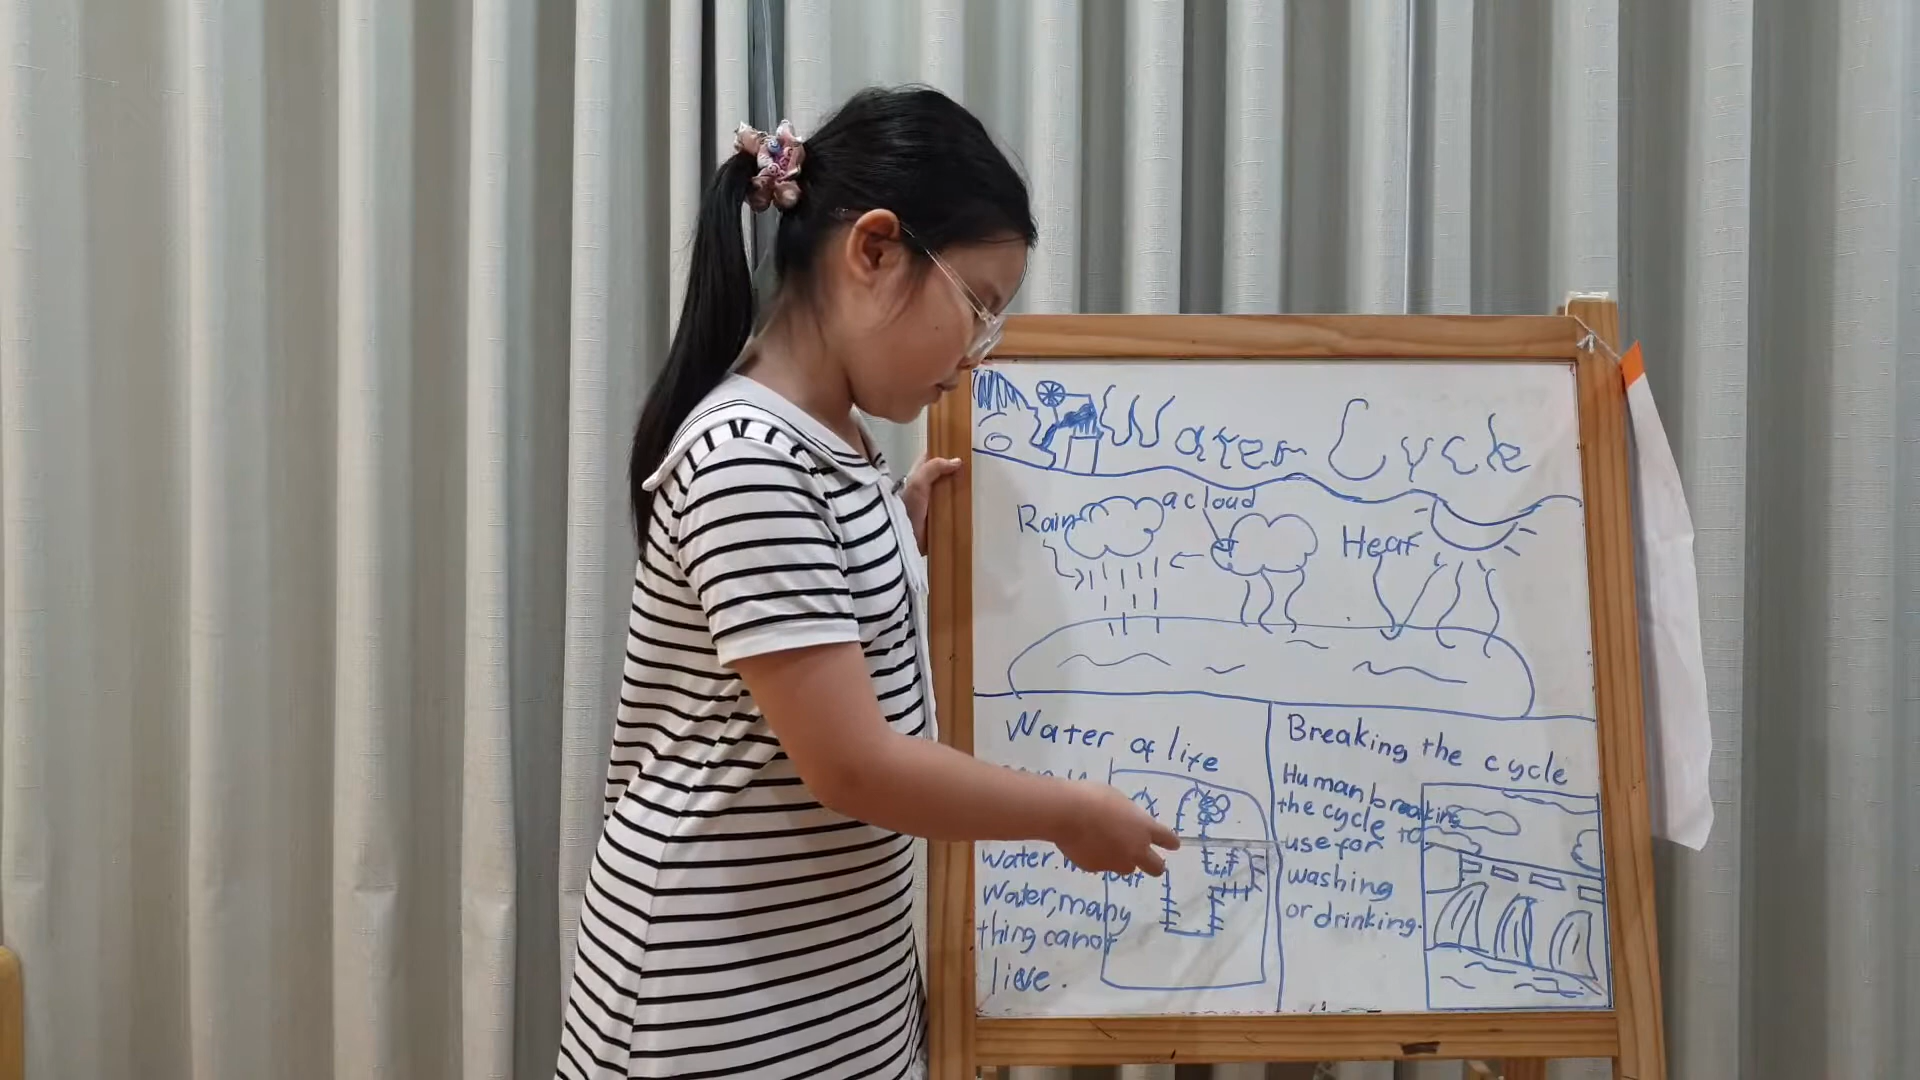 Water Cycle
Rain
a cloud
Heat
Water of life
water.
Water, many
thing canot
live.
Breaking the cycle
Human breaking
the cycle to
use for
washing
or drinking.